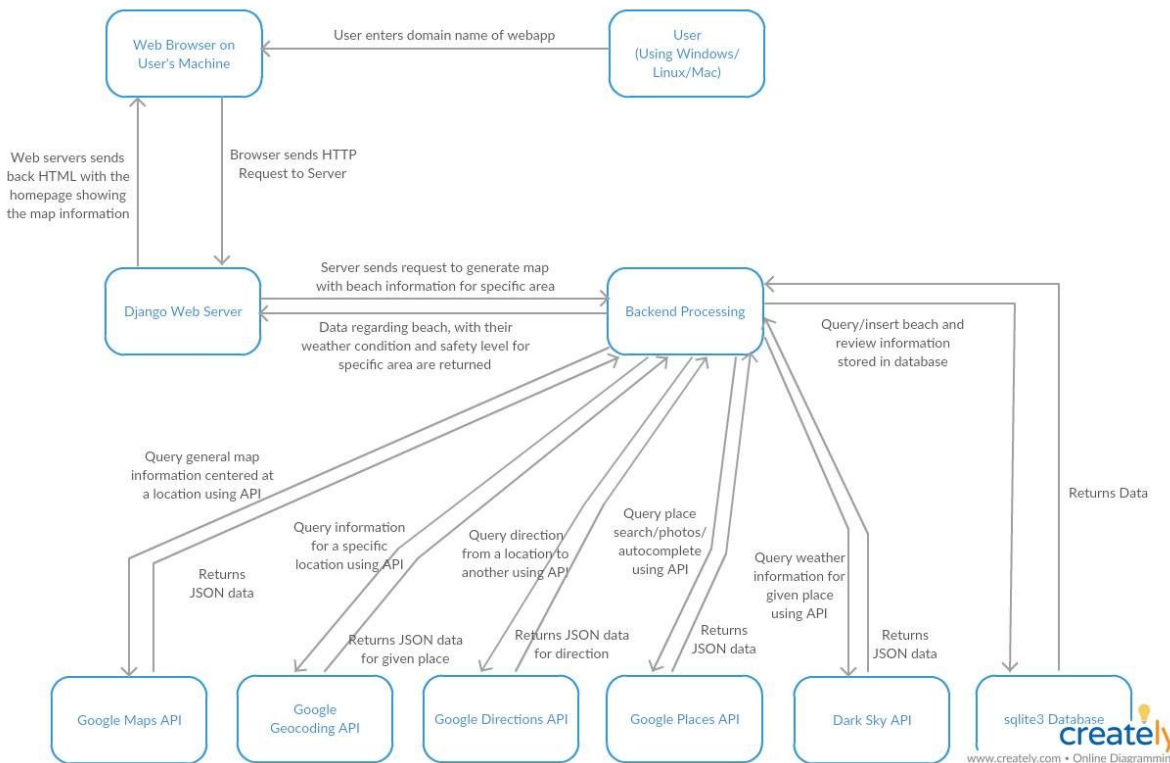 Web Browser on
User's Machine
User enters domain name of webapp
User
(Using Windows/
Linux/Mac)
Web servers sends
back HTML with the
homepage showing
the map information
Browser sends HTTP
Request to Server
Django Web Server
Server sends request to generate map
with beach information for specific area
Data regarding beach, with their
weather condition and safety level for
specific area are returned
Backend Processing
Query/insert beach and
review information
stored in database
Returns Data
Query general map
information centered at
a location using API
Returns
JSON data
Query information
for a specific
location using API
Returns JSON data
for given place
Query direction
from a location to
another using API
Returns JSON data
for direction
Query place
search/photos/
autocomplete
using API
Returns
JSON data
Query weather
information for
given place
using API
Returns
JSON data
Google Maps API
Google
Geocoding API
Google Directions API
Google Places API
Dark Sky API
sqlite3 Database
creately
www.creately.com • Online Diagramming